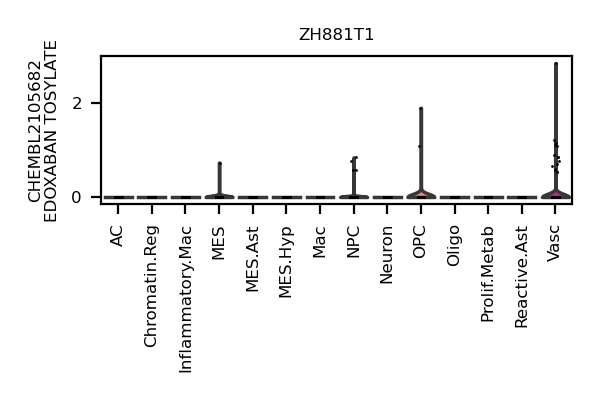 ZH881T1
CHEMBL2105682
EDOXABAN TOSYLATE
2
0
AC
Chromatin.Reg
Inflammatory.Mac
MES
MES.Ast
MES.Hyp
Mac
NPC
Neuron
OPC
Oligo
Prolif.Metab
Reactive.Ast
Vasc